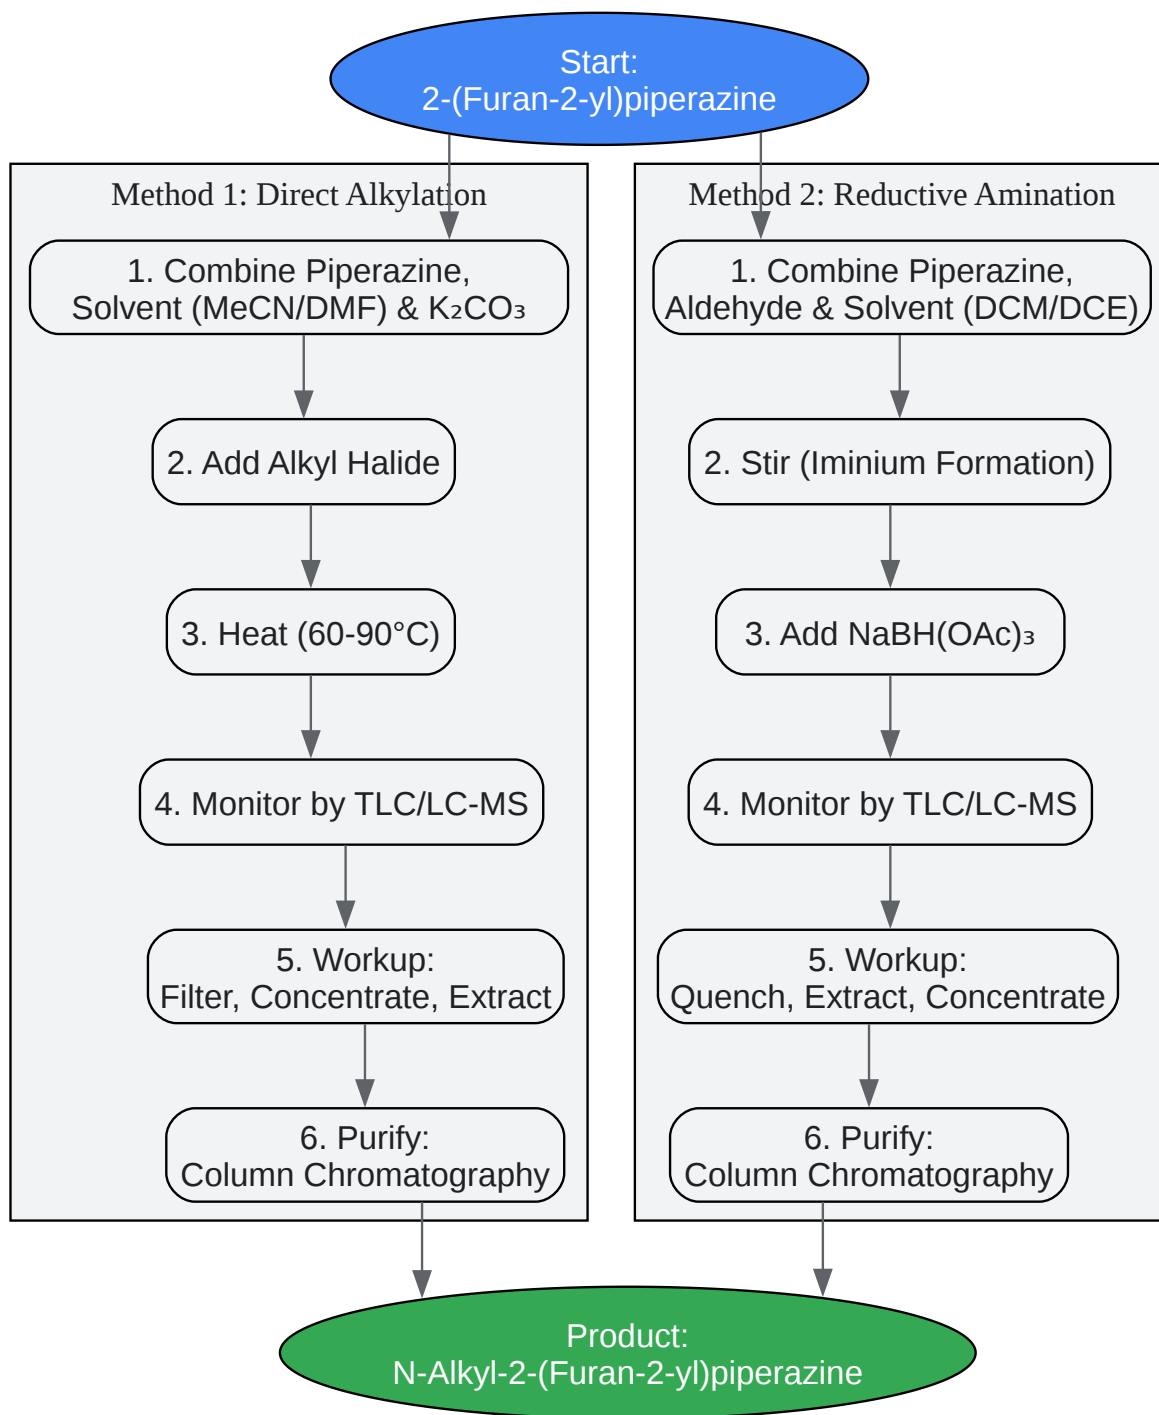 Start:
2-(Furan-2-yl)piperazine
Method 1: Direct Alkylation
1. Combine Piperazine,
Solvent (MeCN/DMF) & K₂CO₃
2. Add Alkyl Halide
3. Heat (60-90°C)
4. Monitor by TLC/LC-MS
5. Workup:
Filter, Concentrate, Extract
6. Purify:
Column Chromatography
Method 2: Reductive Amination
1. Combine Piperazine,
Aldehyde & Solvent (DCM/DCE)
2. Stir (Iminium Formation)
3. Add NaBH(OAc)₃
4. Monitor by TLC/LC-MS
5. Workup:
Quench, Extract, Concentrate
6. Purify:
Column Chromatography
Product:
N-Alkyl-2-(Furan-2-yl)piperazine